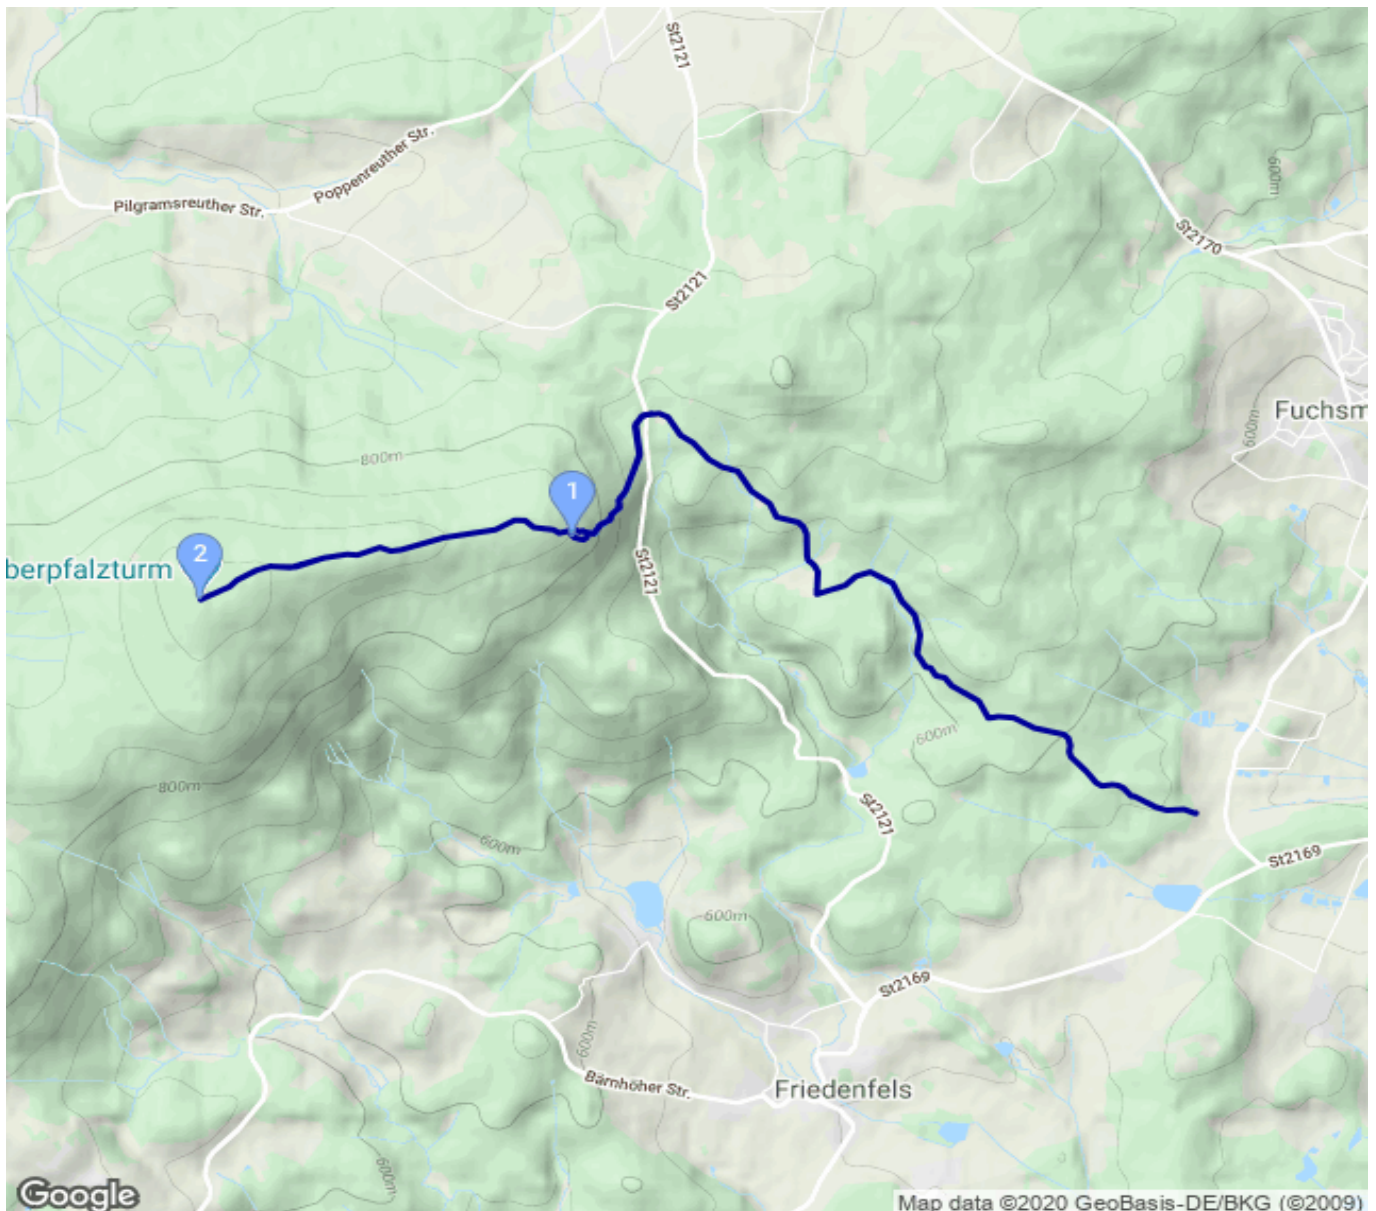 St2121
Poppenreuther Str.
Pilgramsreuther Str.
600m
St2170
St2121
Fuchsm
600m
800m
1
2
berpfalzturm
St2121
600m
800m
St2121
600m
St2169
600m
St2169
600m
Bärnhöher Str.
Friedenfels
600m
Google
Map data ©2020 GeoBasis-DE/BKG (©2009)